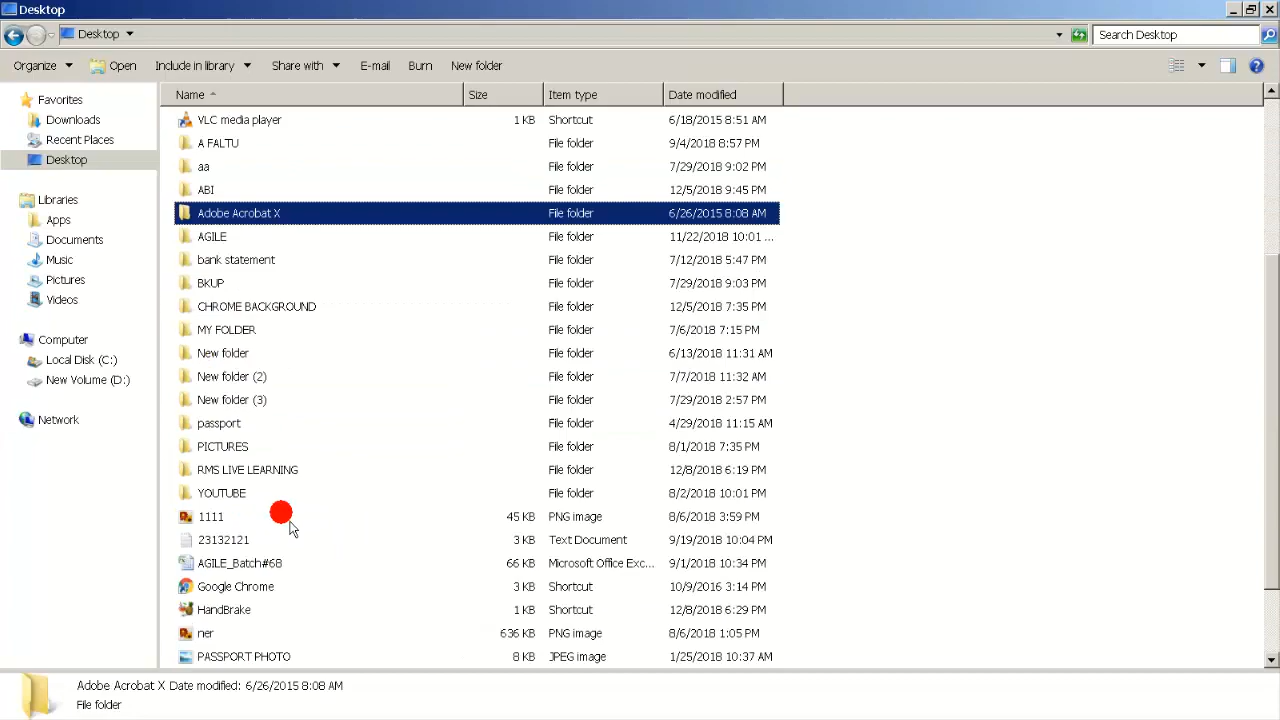 Desktop
Desktop Search Desktop
Organize Open Include in library Share with E-mail Burn New folder
Favorites
Downloads
Recent Places
Desktop
Libraries
Apps
Documents
Music
Pictures
Videos
Computer
Local Disk (C:)
New Volume (D:)
Network
Name Size Item type Date modified
VLC media player 1 KB Shortcut 6/18/2015 8:51 AM
A FALTU File folder 9/4/2018 8:57 PM
aa File folder 7/29/2018 9:02 PM
ABI File folder 12/5/2018 9:45 PM
Adobe Acrobat X File folder 6/26/2015 8:08 AM
AGILE File folder 11/22/2018 10:01 ...
bank statement File folder 7/12/2018 5:47 PM
BKUP File folder 7/29/2018 9:03 PM
CHROME BACKGROUND File folder 12/5/2018 7:35 PM
MY FOLDER File folder 7/6/2018 7:15 PM
New folder File folder 6/13/2018 11:31 AM
New folder (2) File folder 7/7/2018 11:32 AM
New folder (3) File folder 7/29/2018 2:57 PM
passport File folder 4/29/2018 11:15 AM
PICTURES File folder 8/1/2018 7:35 PM
RMS LIVE LEARNING File folder 12/8/2018 6:19 PM
YOUTUBE File folder 8/2/2018 10:01 PM
1111 45 KB PNG image 8/6/2018 3:59 PM
23132121 3 KB Text Document 9/19/2018 10:04 PM
AGILE_Batch#68 66 KB Microsoft Office Exc... 9/1/2018 10:34 PM
Google Chrome 3 KB Shortcut 10/9/2016 3:14 PM
HandBrake 1 KB Shortcut 12/8/2018 6:29 PM
ner 636 KB PNG image 8/6/2018 1:05 PM
PASSPORT PHOTO 8 KB JPEG image 1/25/2018 10:37 AM
Adobe Acrobat X Date modified: 6/26/2015 8:08 AM
File folder